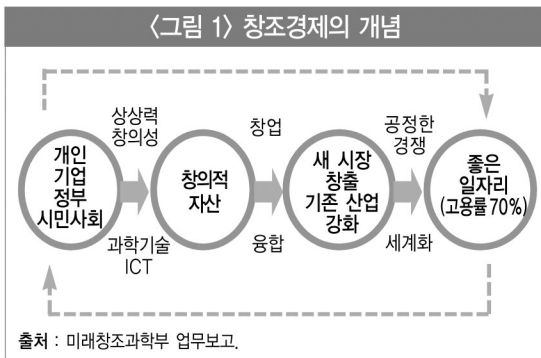 〈그림 1〉 창조경제의 개념
상상력
창의성
창업
공정한
경쟁
개인
기업
정부
시민사회
창의적
자산
새 시장
창출
기존 산업
강화
좋은
일자리
(고용률 70%)
과학기술
ICT
융합
세계화
출처 : 미래창조과학부 업무보고.